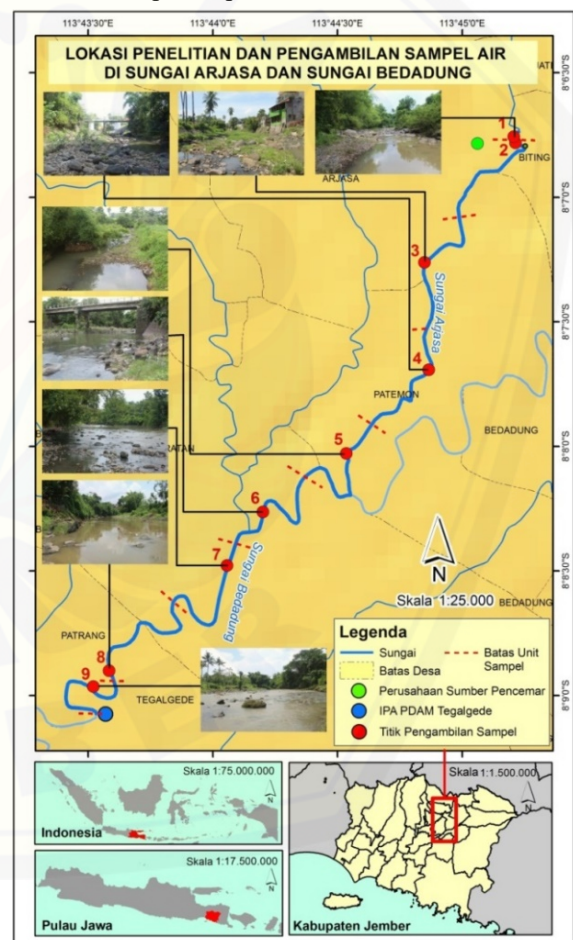 113°43'30"E 113°44'0"E 113°44'30"E 113°45'0"E
LOKASI PENELITIAN DAN PENGAMBILAN SAMPEL AIR
DI SUNGAI ARJASA DAN SUNGAI BEDADUNG
8°6'30"S
1
2
BITING
ARJASA
8°7'0"S
3
Sungai Agasa
8°7'30"S
4
PATEMON
BEDADUNG
5
8°8'0"S
6
N
Skala 1:25.000
7
Sungai Bedadung
8°8'30"S
BEDADUNG
PATRANG
8
9
TEGALGEDE
8°9'0"S
Legenda
Sungai
Batas Unit Sampel
Batas Desa
Perusahaan Sumber Pencemar
IPA PDAM Tegalgede
Titik Pengambilan Sampel
Skala 1:75.000.000
N
Indonesia
Skala 1:17.500.000
N
Pulau Jawa
Skala 1:1.500.000
N
Kabupaten Jember